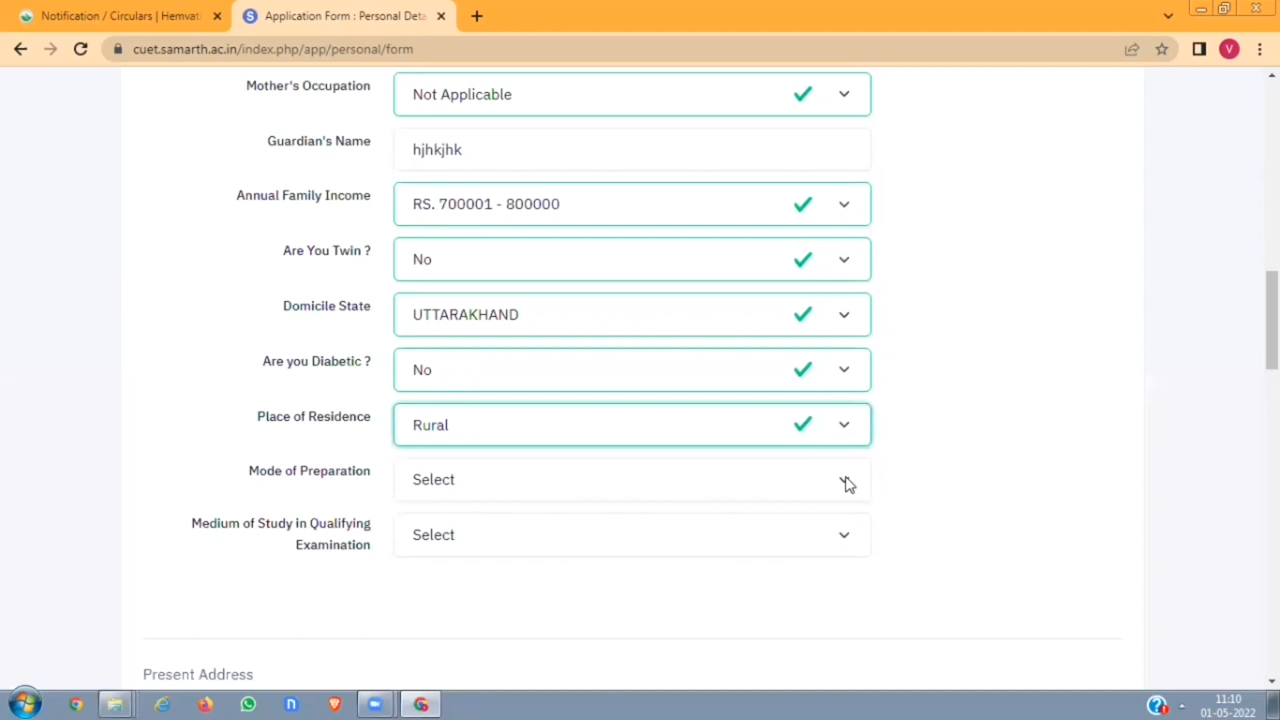 Notification / Circulars | Hemvat
Application Form : Personal Deta
cuet.samarth.ac.in/index.php/app/personal/form
V
Mother's Occupation
Not Applicable
Guardian's Name
hjhkjhk
Annual Family Income
RS. 700001 - 800000
Are You Twin ?
No
Domicile State
UTTARAKHAND
Are you Diabetic ?
No
Place of Residence
Rural
Mode of Preparation
Select
Medium of Study in Qualifying
Examination
Select
Present Address
11:10
01-05-2022